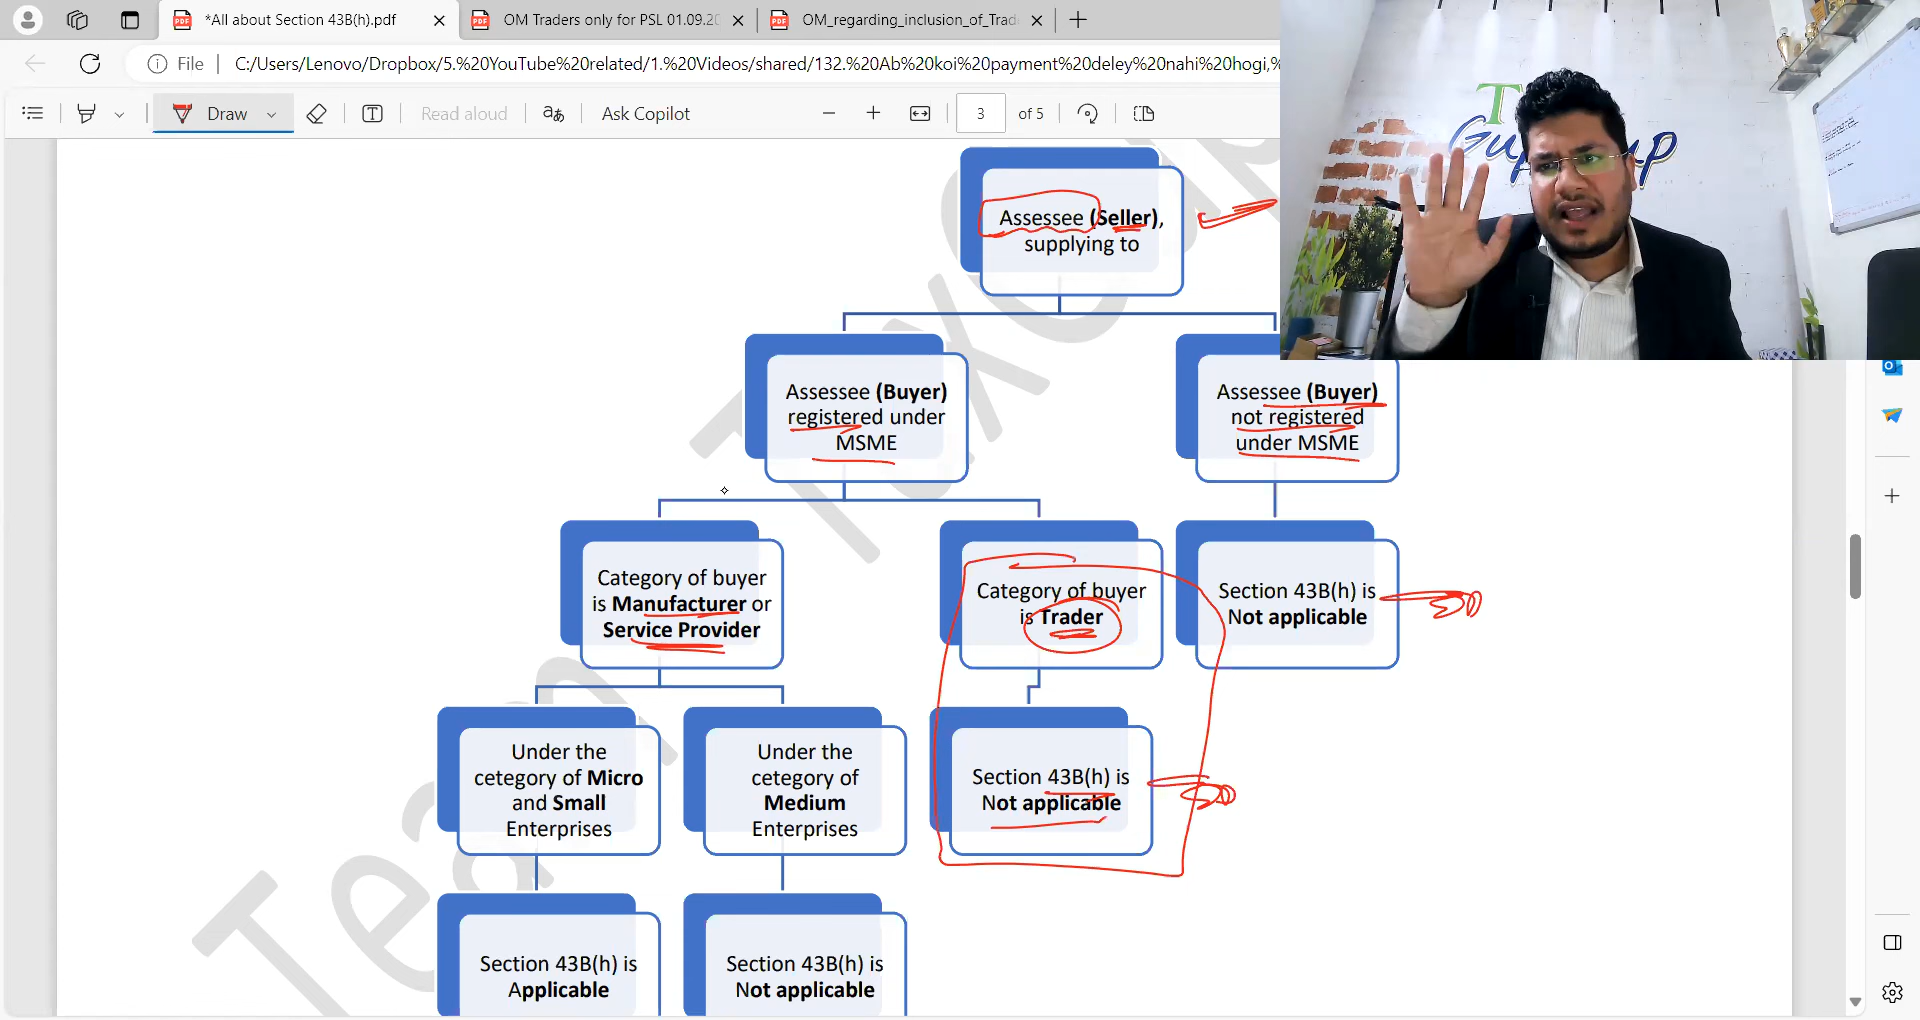 *All about Section 43B(h).pdf
OM Traders only for PSL 01.09.20
OM_regarding_inclusion_of_Trad
File
C:/Users/Lenovo/Dropbox/5.%20YouTube%20related/1.%20Videos/shared/132.%20Ab%20koi%20payment%20deley%20nahi%20hogi,%
Draw
Read aloud
Ask Copilot
3
of 5
Assessee (Seller),
supplying to
Assessee (Buyer)
registered under
MSME
Assessee (Buyer)
not registered
under MSME
Category of buyer
is Manufacturer or
Service Provider
Category of buyer
is Trader
Section 43B(h) is
Not applicable
Under the
cetegory of Micro
and Small
Enterprises
Under the
cetegory of
Medium
Enterprises
Section 43B(h) is
Not applicable
Section 43B(h) is
Applicable
Section 43B(h) is
Not applicable